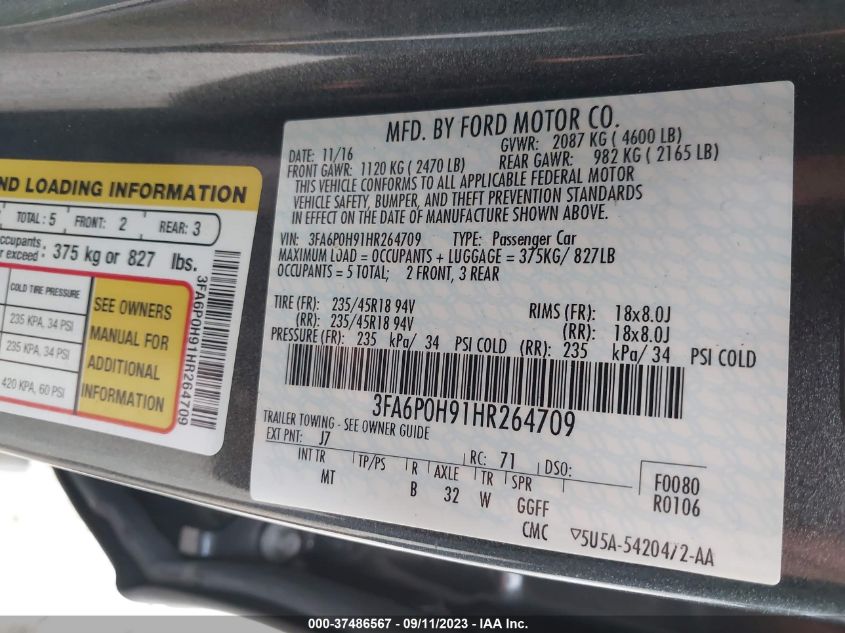 ND LOADING INFORMATION
TOTAL: 5 FRONT: 2 REAR: 3
ccupants
r exceed: 375 kg or 827 lbs.
COLD TIRE PRESSURE
235 KPA, 34 PSI
235 KPA, 34 PSI
420 KPA, 60 PSI
SEE OWNERS
MANUAL FOR
ADDITIONAL
INFORMATION
3FA6P0H91HR264709
MFD. BY FORD MOTOR CO.
DATE: 11/16 GVWR: 2087 KG ( 4600 LB)
FRONT GAWR: 1120 KG ( 2470 LB) REAR GAWR: 982 KG ( 2165 LB)
THIS VEHICLE CONFORMS TO ALL APPLICABLE FEDERAL MOTOR
VEHICLE SAFETY, BUMPER, AND THEFT PREVENTION STANDARDS
IN EFFECT ON THE DATE OF MANUFACTURE SHOWN ABOVE.
VIN: 3FA6P0H91HR264709 TYPE: Passenger Car
MAXIMUM LOAD = OCCUPANTS + LUGGAGE = 375KG/ 827LB
OCCUPANTS = 5 TOTAL; 2 FRONT, 3 REAR
TIRE (FR): 235/45R18 94V RIMS (FR): 18x8.0J
(RR): 235/45R18 94V (RR): 18x8.0J
PRESSURE (FR): 235 kPa/ 34 PSI COLD (RR): 235 kPa/ 34 PSI COLD
3FA6P0H91HR264709
TRAILER TOWING - SEE OWNER GUIDE
EXT PNT: J7 RC: 71 DSO:
INT TR TP/PS R AXLE TR SPR F0080
MT B 32 W GGFF R0106
CMC ▽5U5A-5420472-AA
000-37486567 - 09/11/2023 - IAA Inc.